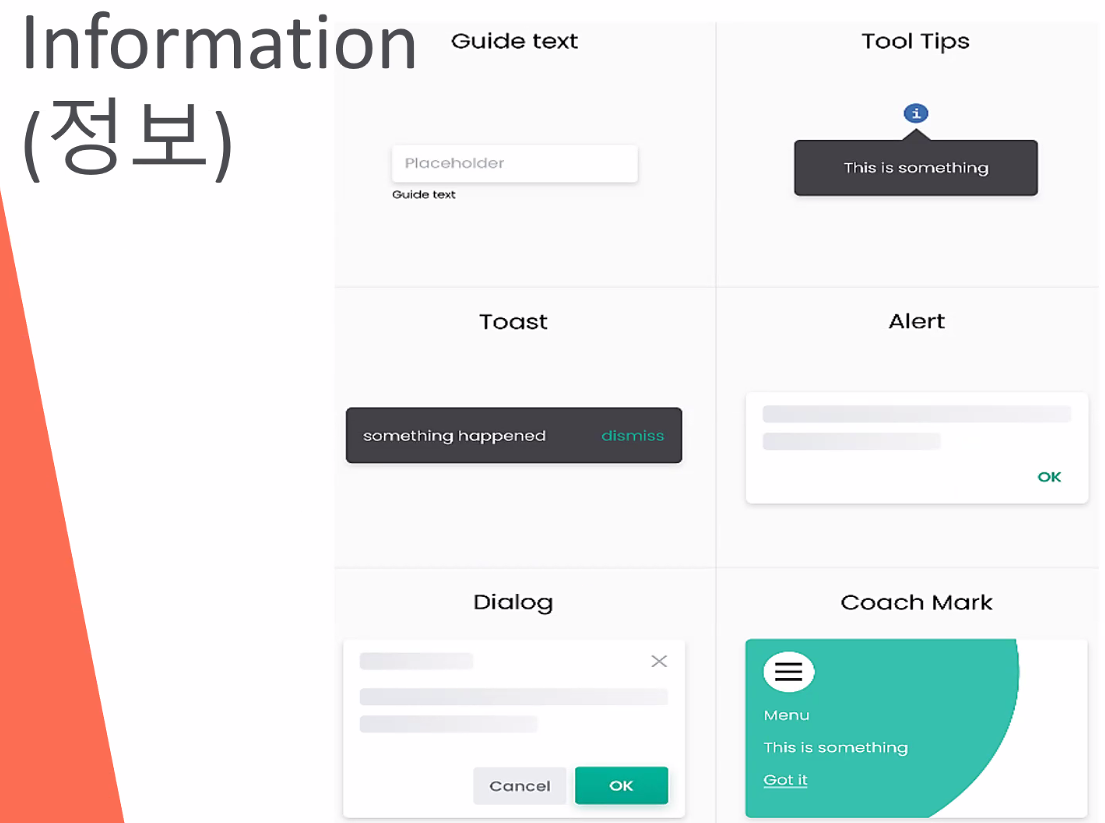 Information
(정보)
Guide text
Placeholder
Guide text
Tool Tips
i
This is something
Toast
something happened dismiss
Alert
OK
Dialog
Cancel OK
Coach Mark
Menu
This is something
Got it